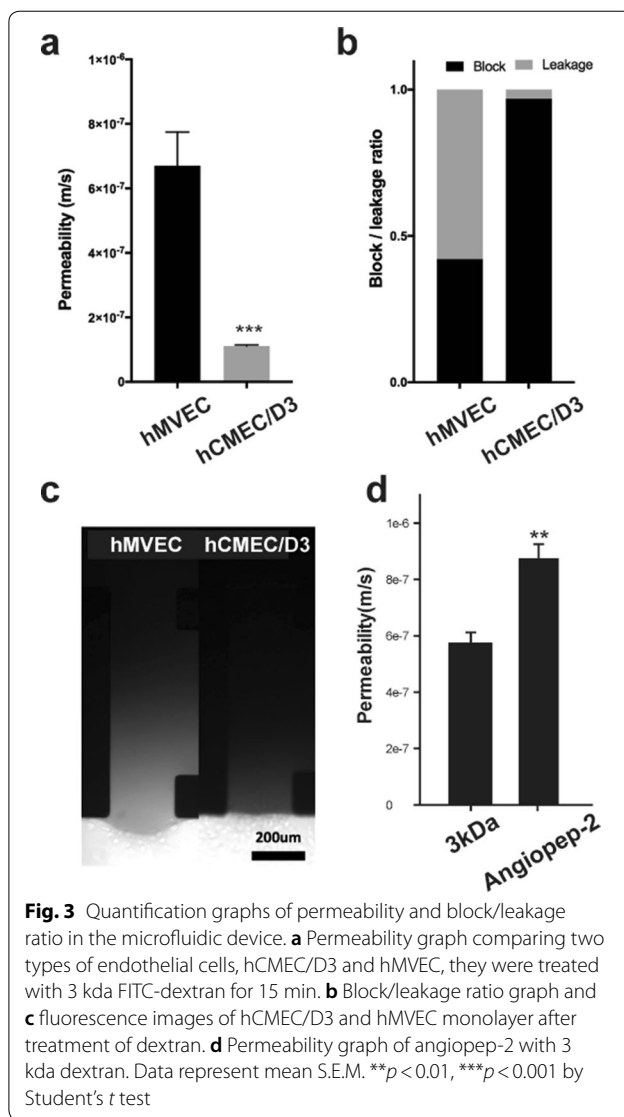 a
1×10⁻⁶
8×10⁻⁷
6×10⁻⁷
4×10⁻⁷
2×10⁻⁷
0
Permeability (m/s)
***
hMVEC
hCMEC/D3
b
Block Leakage
1.0
0.5
0.0
Block / leakage ratio
hMVEC
hCMEC/D3
c
hMVEC hCMEC/D3
200um
d
1e-6
8e-7
6e-7
4e-7
2e-7
0
Permeability(m/s)
**
3kDa
Angiopep-2
Fig. 3 Quantification graphs of permeability and block/leakage
ratio in the microfluidic device. a Permeability graph comparing two
types of endothelial cells, hCMEC/D3 and hMVEC, they were treated
with 3 kda FITC-dextran for 15 min. b Block/leakage ratio graph and
c fluorescence images of hCMEC/D3 and hMVEC monolayer after
treatment of dextran. d Permeability graph of angiopep-2 with 3
kda dextran. Data represent mean S.E.M. **p < 0.01, ***p < 0.001 by
Student's t test